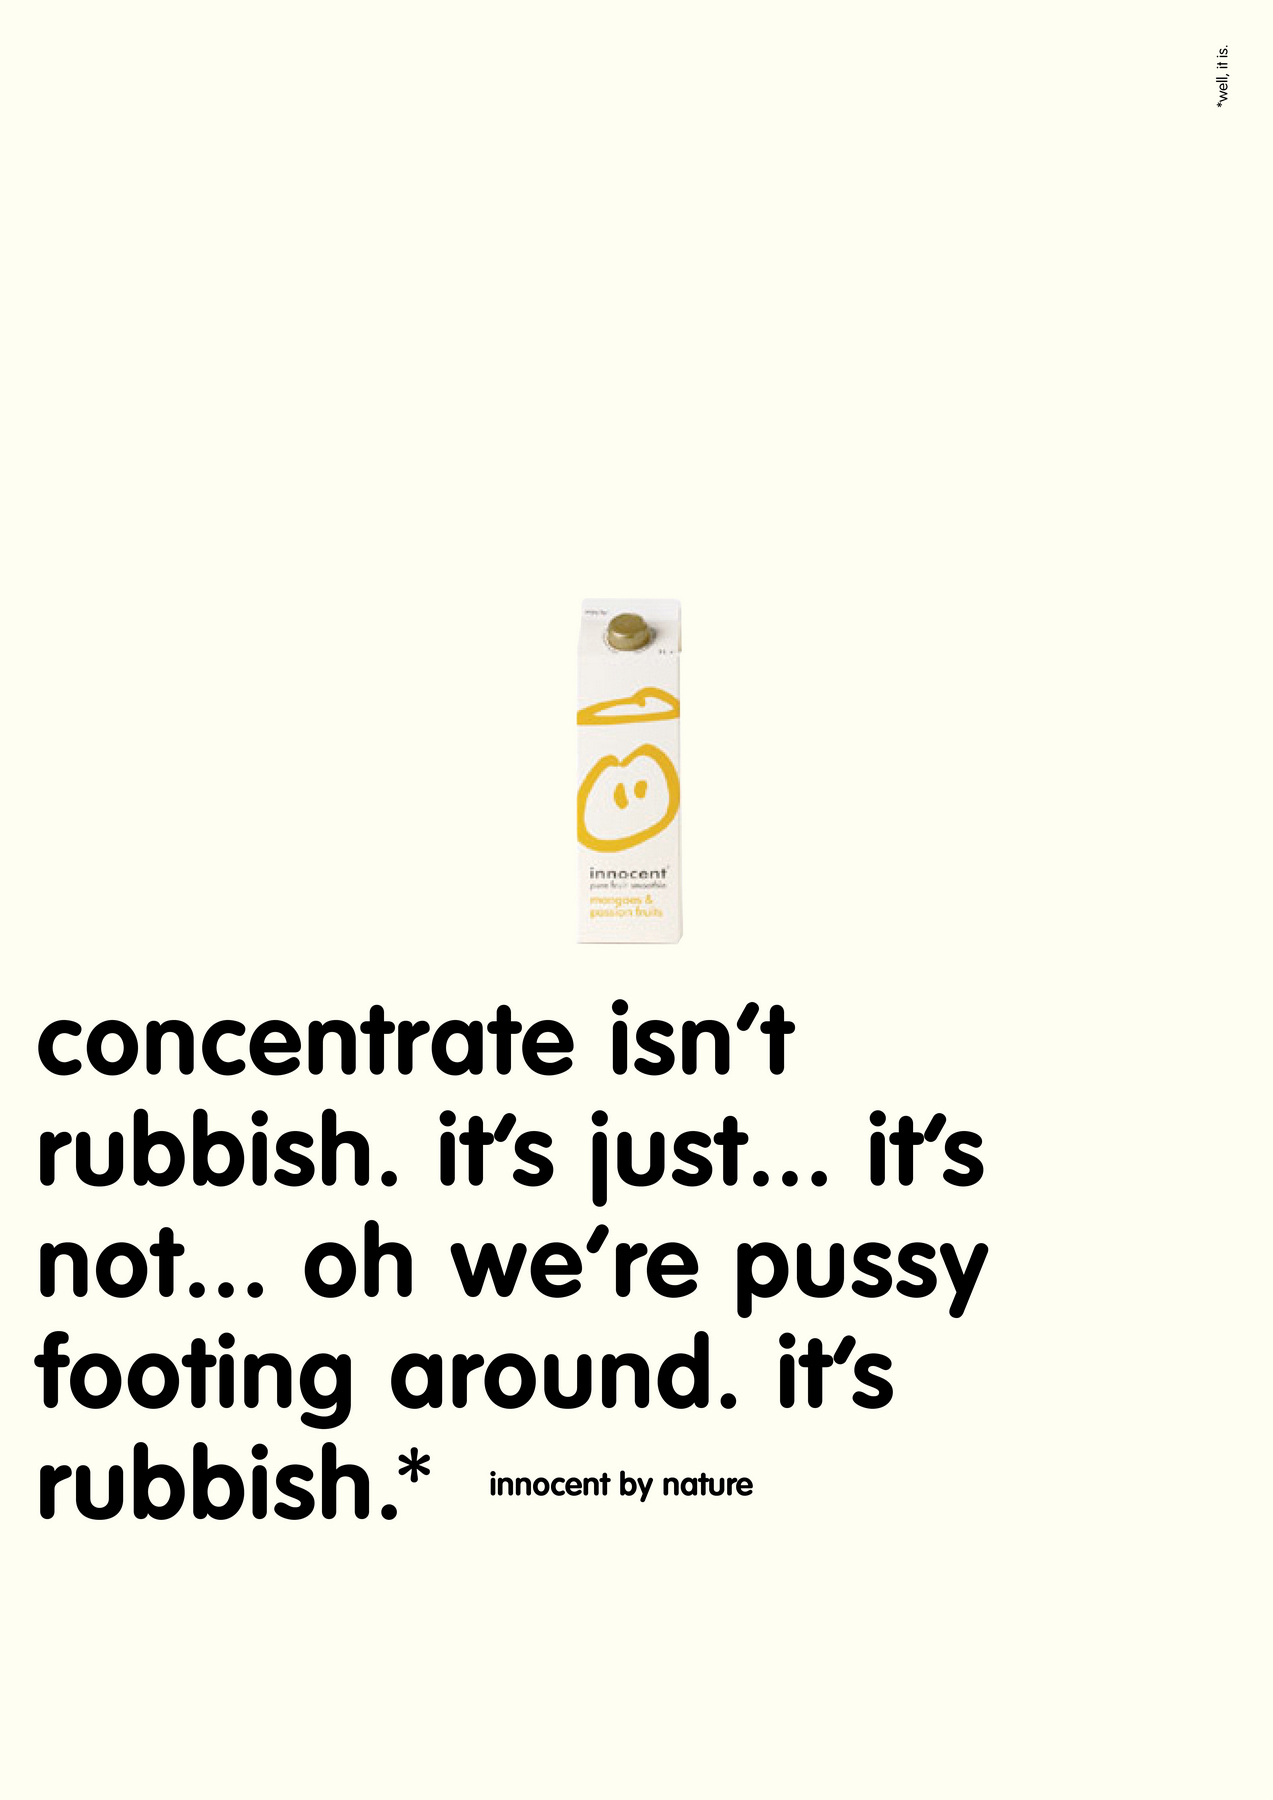 *well, it is.
innocent
pure fruit smoothie
mangoes &
passion fruits
concentrate isn't
rubbish. it's just... it's
not... oh we're pussy
footing around. it's
rubbish.* innocent by nature